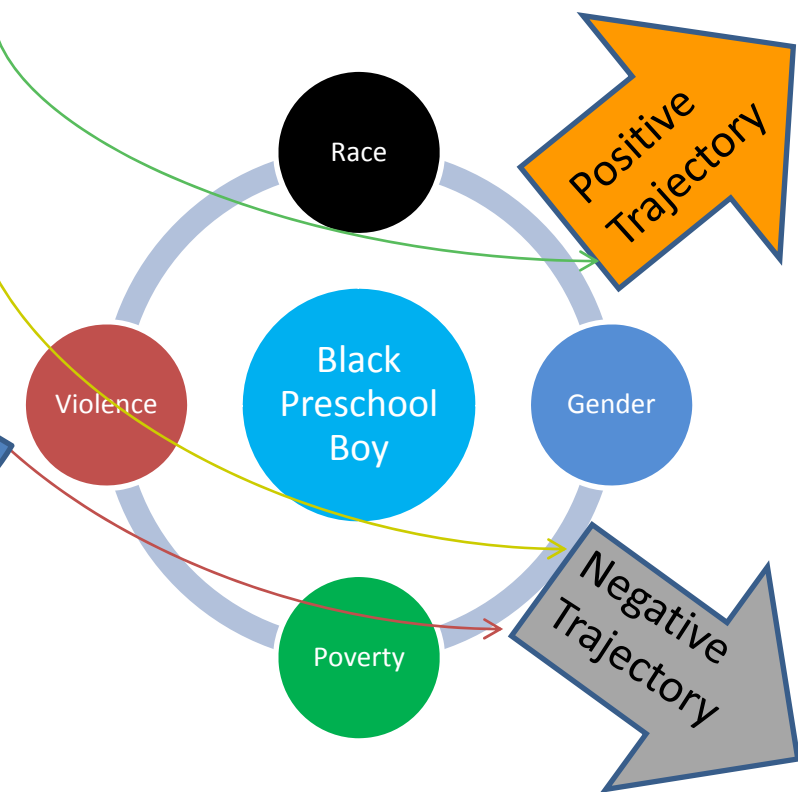 Positive
Trajectory
Race
Violence
Black
Preschool
Boy
Gender
Negative
Trajectory
Poverty